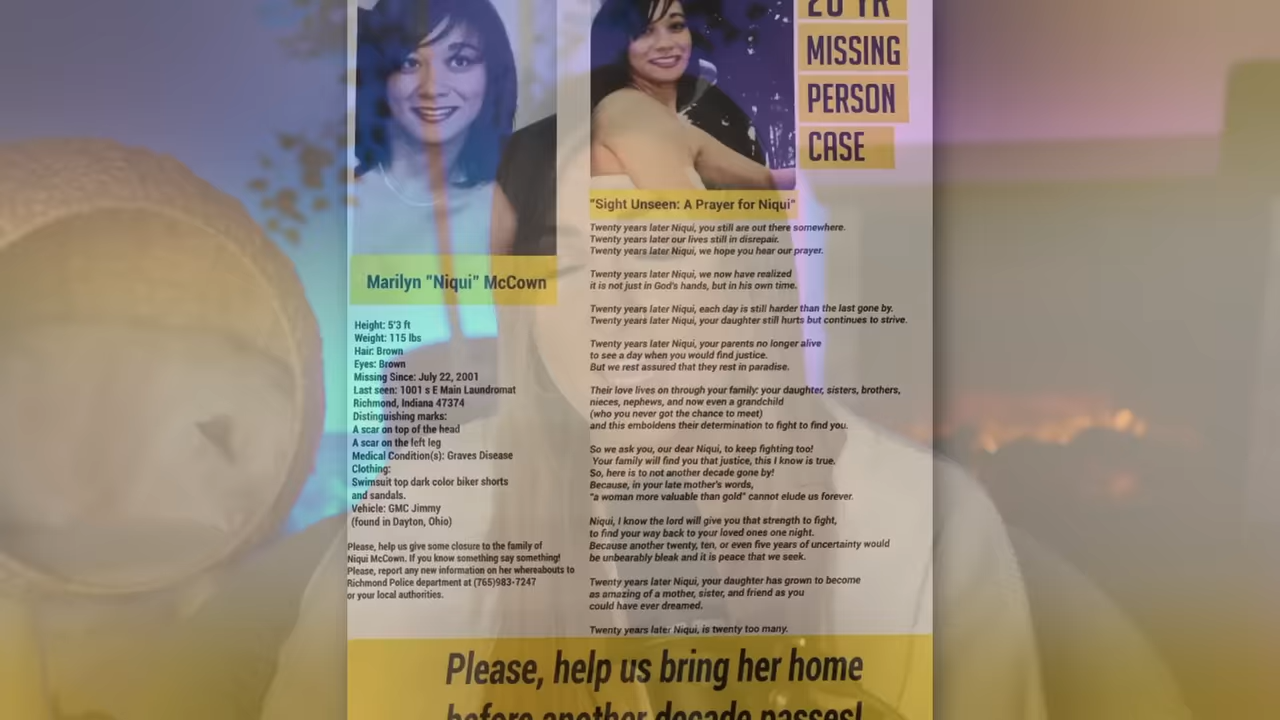 20 YR
MISSING
PERSON
CASE
Marilyn "Niqui" McCown
Height: 5'3 ft
Weight: 115 lbs
Hair: Brown
Eyes: Brown
Missing Since: July 22, 2001
Last seen: 1001 s E Main Laundromat
Richmond, Indiana 47374
Distinguishing marks:
A scar on top of the head
A scar on the left leg
Medical Condition(s): Graves Disease
Clothing:
Swimsuit top dark color biker shorts
and sandals.
Vehicle: GMC Jimmy
(found in Dayton, Ohio)
Please, help us give some closure to the family of
Niqui McCown. If you know something say something!
Please, report any new information on her whereabouts to
Richmond Police department at (765)983-7247
or your local authorities.
"Sight Unseen: A Prayer for Niqui"
Twenty years later Niqui, you still are out there somewhere.
Twenty years later our lives still in disrepair.
Twenty years later Niqui, we hope you hear our prayer.
Twenty years later Niqui, we now have realized
it is not just in God's hands, but in his own time.
Twenty years later Niqui, each day is still harder than the last gone by.
Twenty years later Niqui, your daughter still hurts but continues to strive.
Twenty years later Niqui, your parents no longer alive
to see a day when you would find justice.
But we rest assured that they rest in paradise.
Their love lives on through your family: your daughter, sisters, brothers,
nieces, nephews, and now even a grandchild
(who you never got the chance to meet)
and this emboldens their determination to fight to find you.
So we ask you, our dear Niqui, to keep fighting too!
Your family will find you that justice, this I know is true.
So, here is to not another decade gone by!
Because, in your late mother's words,
"a woman more valuable than gold" cannot elude us forever.
Niqui, I know the lord will give you that strength to fight,
to find your way back to your loved ones one night.
Because another twenty, ten, or even five years of uncertainty would
be unbearably bleak and it is peace that we seek.
Twenty years later Niqui, your daughter has grown to become
as amazing of a mother, sister, and friend as you
could have ever dreamed.
Twenty years later Niqui, is twenty too many.
Please, help us bring her home
before another decade passes!